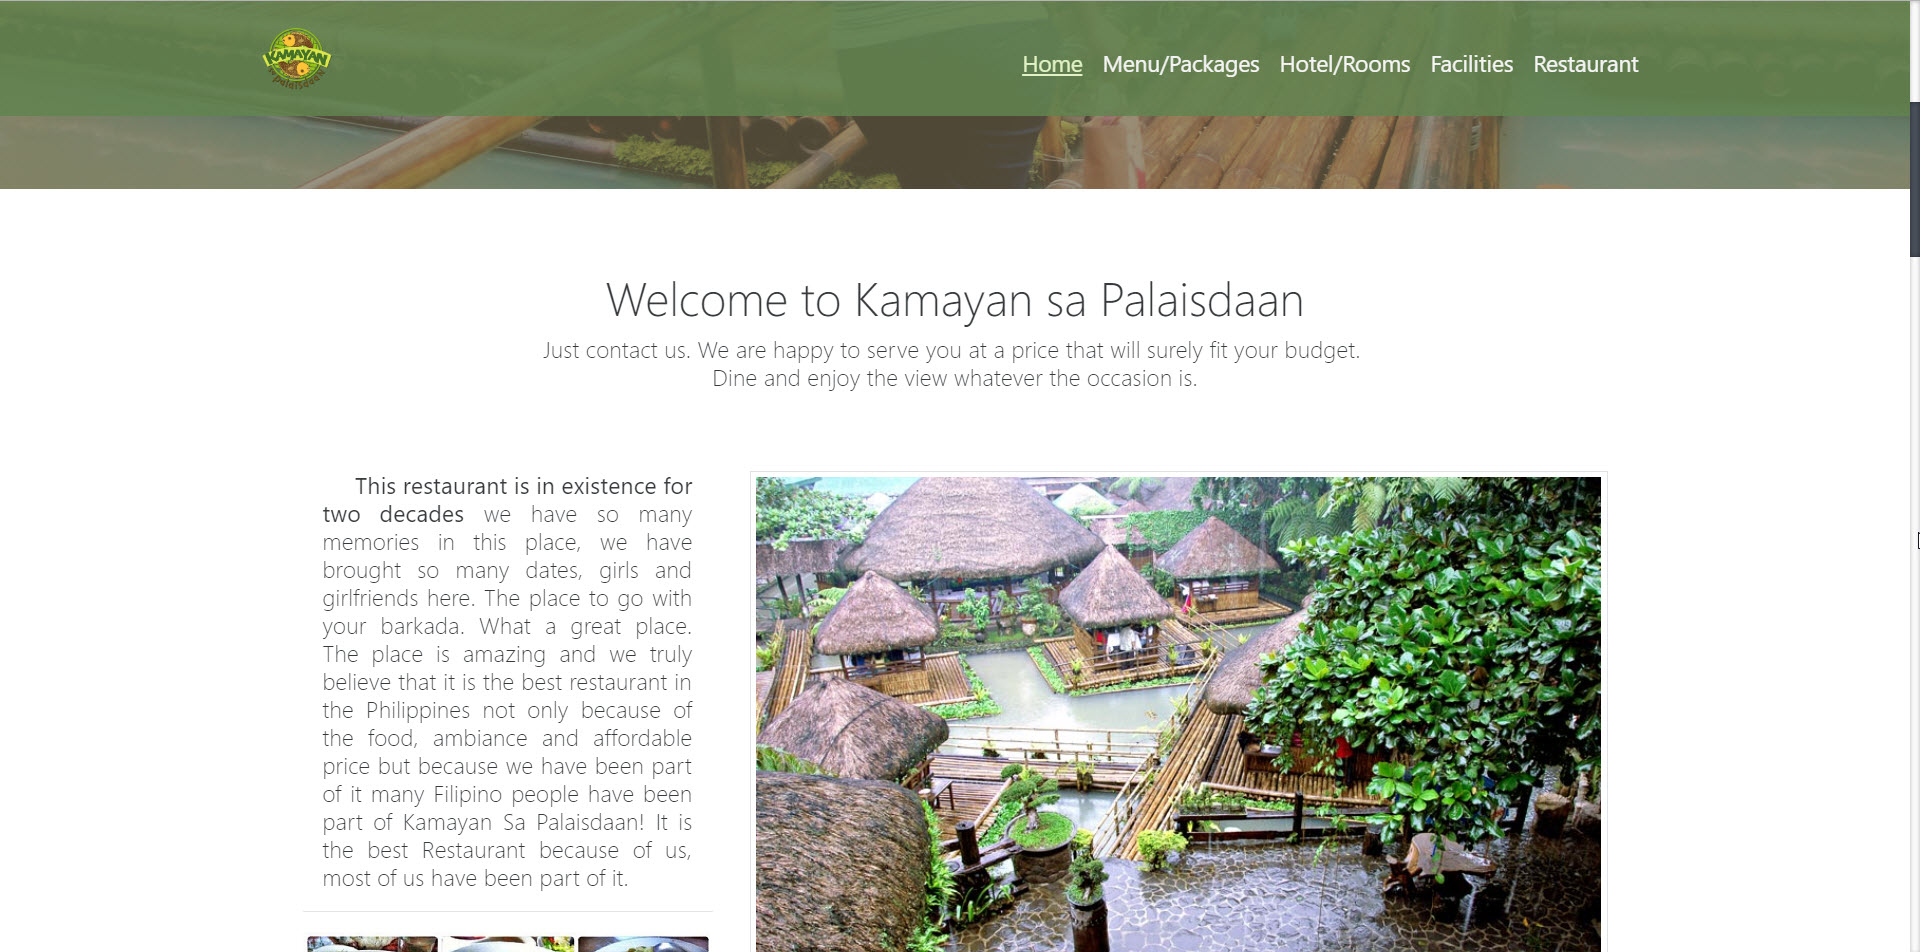 KAMAYAN
sa palaisdaan
Home Menu/Packages Hotel/Rooms Facilities Restaurant
Welcome to Kamayan sa Palaisdaan
Just contact us. We are happy to serve you at a price that will surely fit your budget.
Dine and enjoy the view whatever the occasion is.
This restaurant is in existence for
two decades we have so many
memories in this place, we have
brought so many dates, girls and
girlfriends here. The place to go with
your barkada. What a great place.
The place is amazing and we truly
believe that it is the best restaurant in
the Philippines not only because of
the food, ambiance and affordable
price but because we have been part
of it many Filipino people have been
part of Kamayan Sa Palaisdaan! It is
the best Restaurant because of us,
most of us have been part of it.